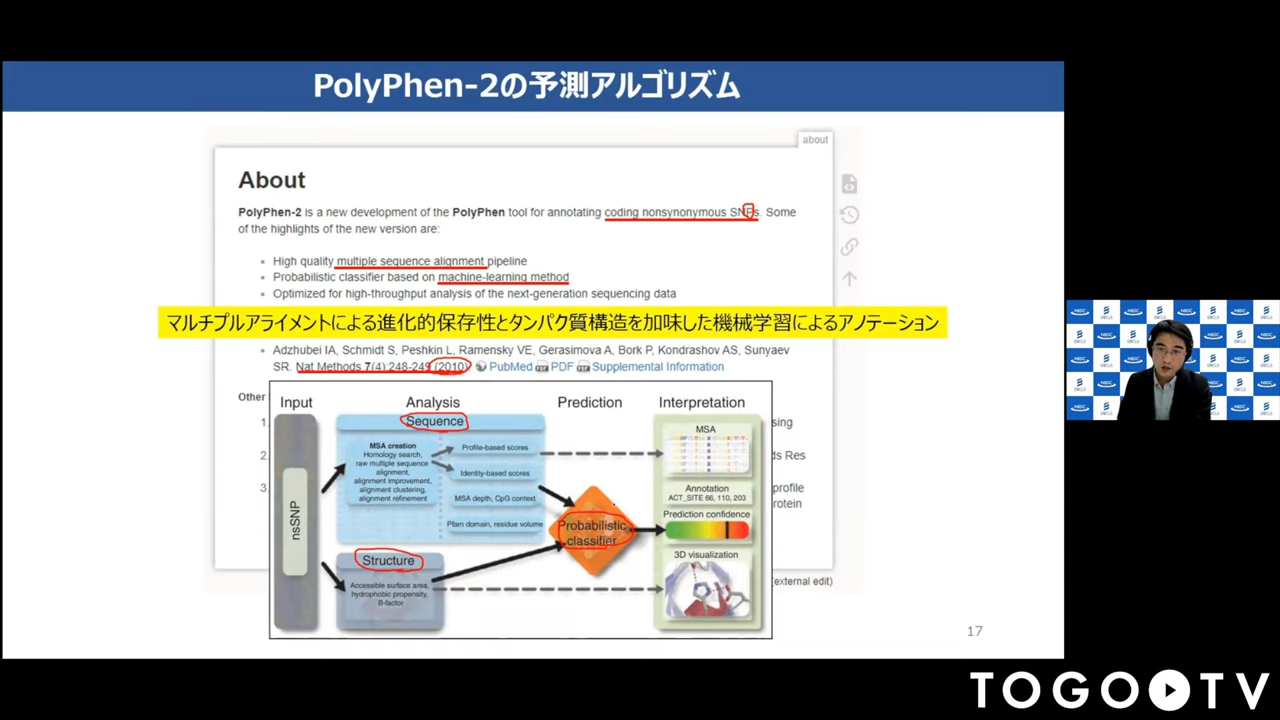 PolyPhen-2の予測アルゴリズム
about
About
PolyPhen-2 is a new development of the PolyPhen tool for annotating coding nonsynonymous SNPs. Some
of the highlights of the new version are:
High quality multiple sequence alignment pipeline
Probabilistic classifier based on machine-learning method
Optimized for high-throughput analysis of the next-generation sequencing data
マルチプルアライメントによる進化的保存性とタンパク質構造を加味した機械学習によるアノテーション
Adzhubei IA, Schmidt S, Peshkin L, Ramensky VE, Gerasimova A, Bork P, Kondrashov AS, Sunyaev
SR. Nat Methods 7(4):248-249 (2010). PubMed PDF Supplemental Information
Other
1.
sing
2.
ds Res
3.
profile
rotein
(external edit)
Input
Analysis
Prediction
Interpretation
nsSNP
Sequence
MSA creation
Homology search,
raw multiple sequence
alignment,
alignment improvement,
alignment clustering,
alignment refinement
Profile-based scores
Identity-based scores
MSA depth, CpG context
Pfam domain, residue volume
Structure
Accessible surface area,
hydrophobic propensity,
B-factor
Probabilistic
classifier
MSA
Annotation
ACT_SITE 66, 110, 203
Prediction confidence
3D visualization
17
NBDC
DBCLS
TOGO TV